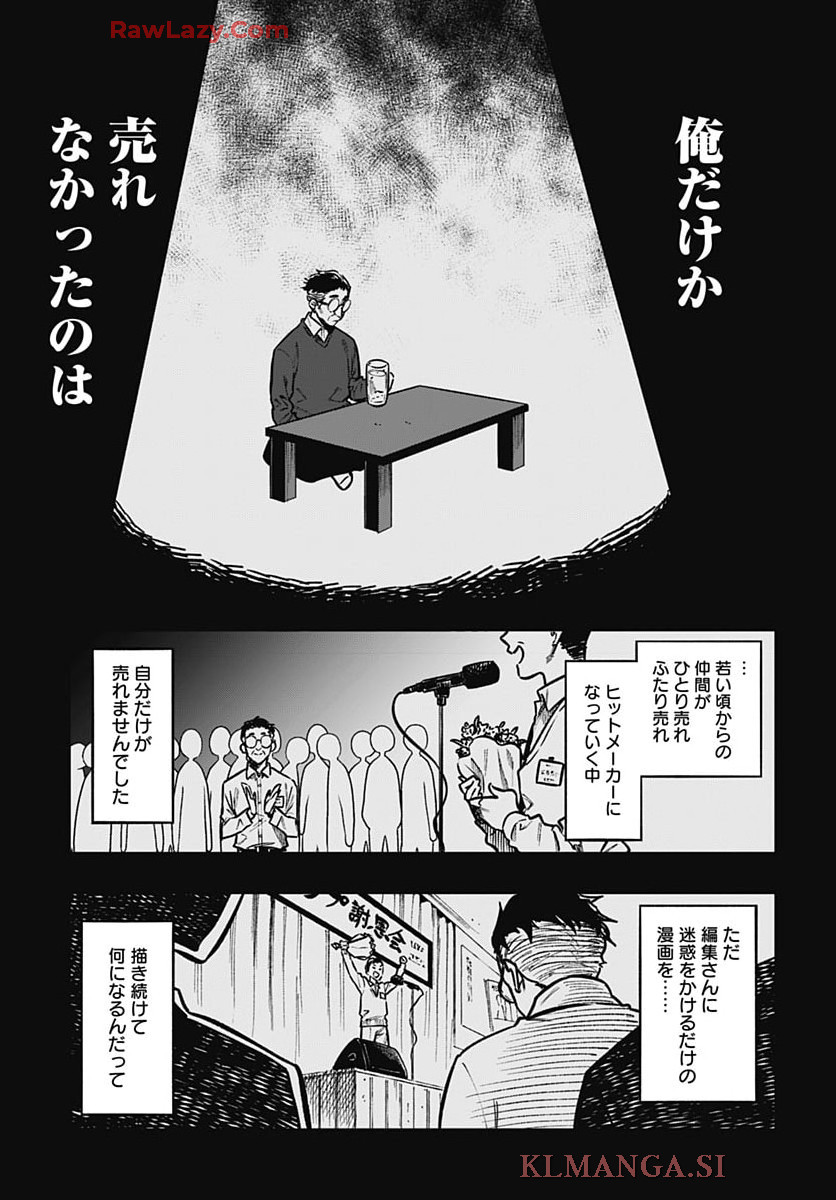 RawLazy.Com
俺だけか
売れ
なかったのは
…
若い頃からの
仲間が
ひとり売れ
ふたり売れ
ヒットメーカーに
なっていく中
自分だけが
売れませんでした
ただ
編集さんに
迷惑をかけるだけの
漫画を……
謝恩会
描き続けて
何になるんだって
KLMANGA.SI